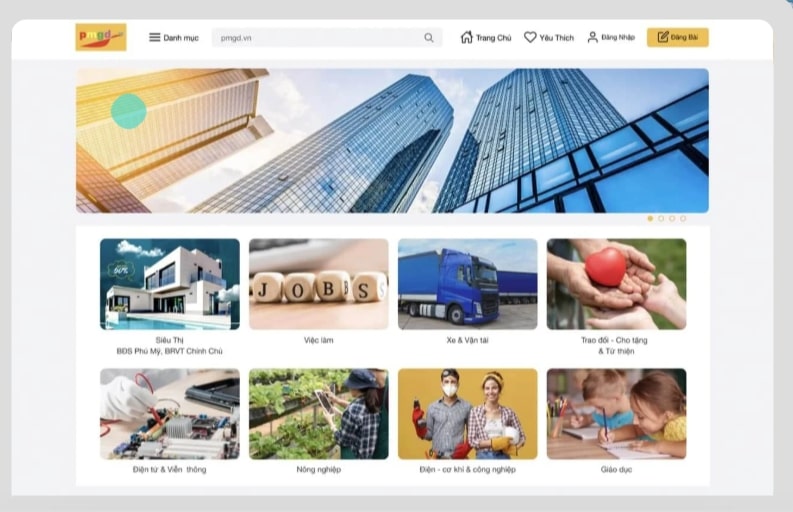 pmgd.vn
Danh mục
pmgd.vn
Trang Chủ
Yêu Thích
Đăng Nhập
Đăng Bài
60%
JOBS
Siêu Thị
BĐS Phú Mỹ, BRVT Chính Chủ
Việc làm
Xe & Vận tải
Trao đổi - Cho tặng
& Từ thiện
Điện tử & Viễn thông
Nông nghiệp
Điện - cơ khí & công nghiệp
Giáo dục